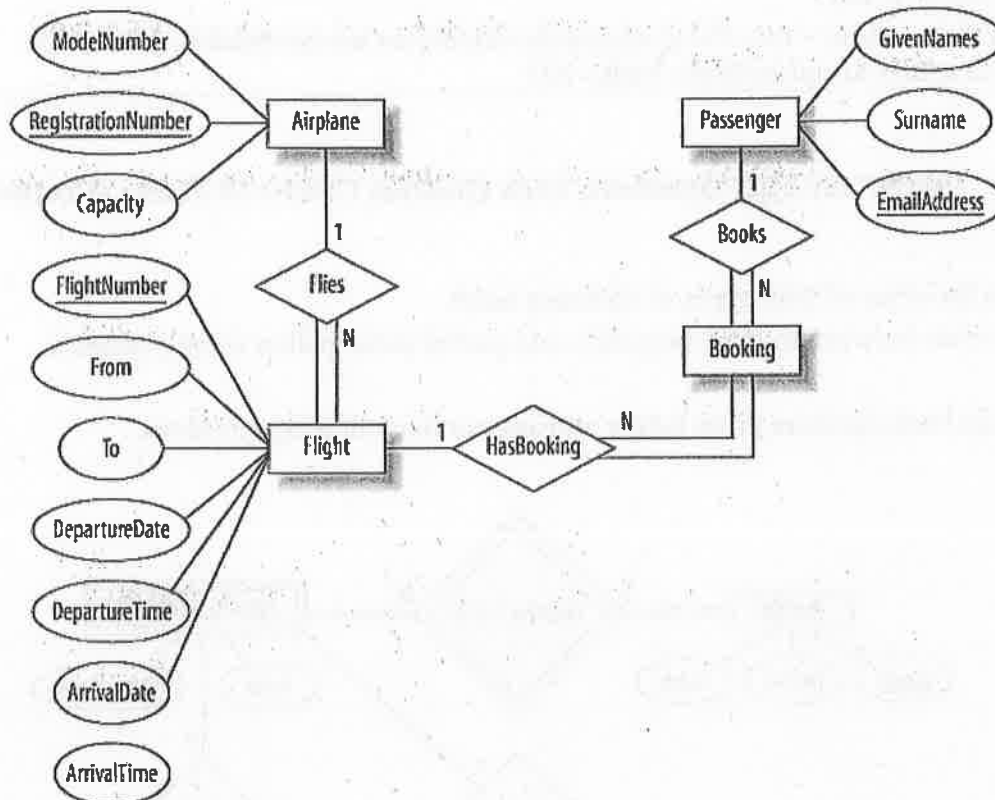 ModelNumber
GivenNames
RegistrationNumber
Airplane
Passenger
Surname
Capacity
1
1
EmailAddress
Books
FlightNumber
Flies
N
N
From
Booking
To
Flight
1
HasBooking
N
DepartureDate
DepartureTime
ArrivalDate
ArrivalTime